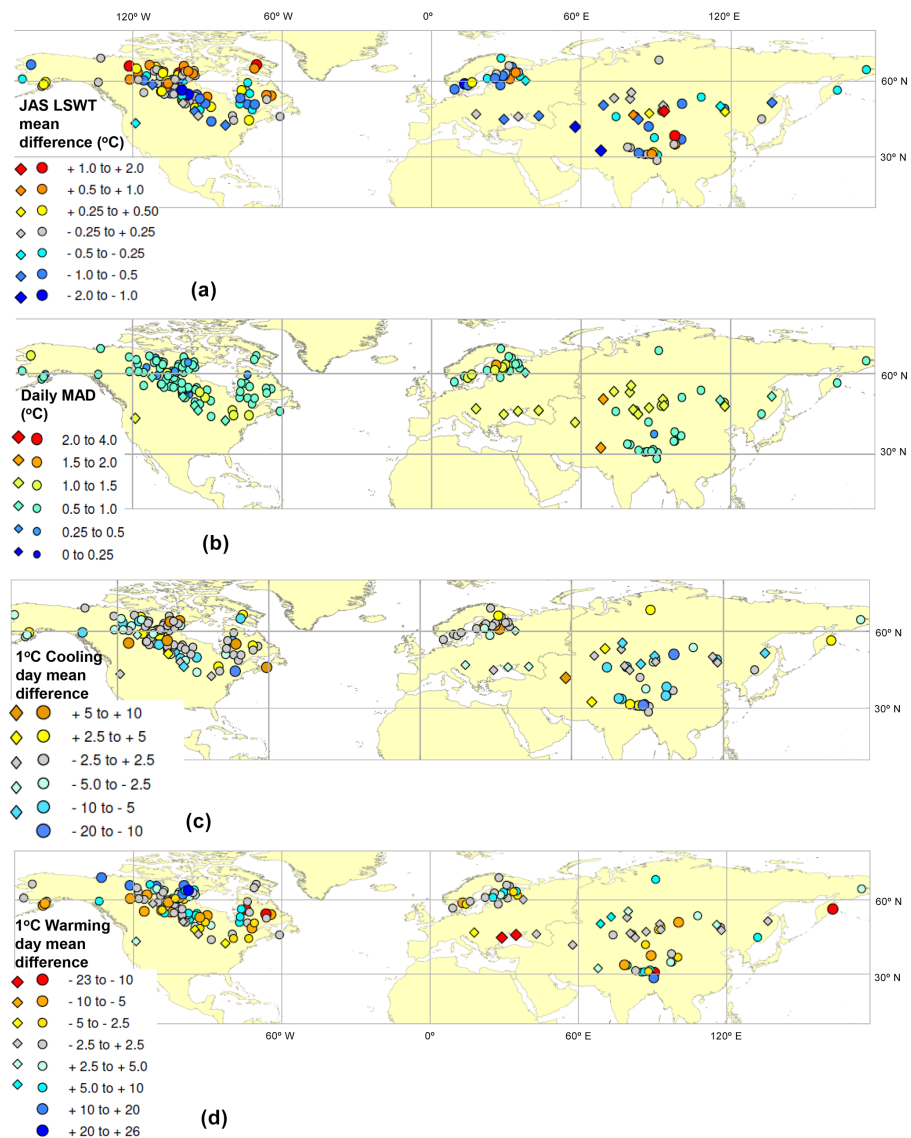 120° W 60° W 0° 60° E 120° E
60° N
JAS LSWT
mean
difference (ºC)
30° N
+ 1.0 to + 2.0
+ 0.5 to + 1.0
+ 0.25 to + 0.50
- 0.25 to + 0.25
- 0.5 to - 0.25
- 1.0 to - 0.5
- 2.0 to - 1.0
(a)
60° N
Daily MAD
(ºC)
2.0 to 4.0
30° N
1.5 to 2.0
1.0 to 1.5
0.5 to 1.0
0.25 to 0.5
0 to 0.25
(b)
60° N
1ºC Cooling
day mean
difference
30° N
+ 5 to + 10
+ 2.5 to + 5
- 2.5 to + 2.5
- 5.0 to - 2.5
- 10 to - 5
- 20 to - 10
(c)
60° N
1ºC Warming
day mean
difference
30° N
- 23 to - 10
- 10 to - 5
- 5 to - 2.5
60° W 0° 60° E 120° E
- 2.5 to + 2.5
+ 2.5 to + 5.0
+ 5.0 to + 10
+ 10 to + 20
+ 20 to + 26
(d)